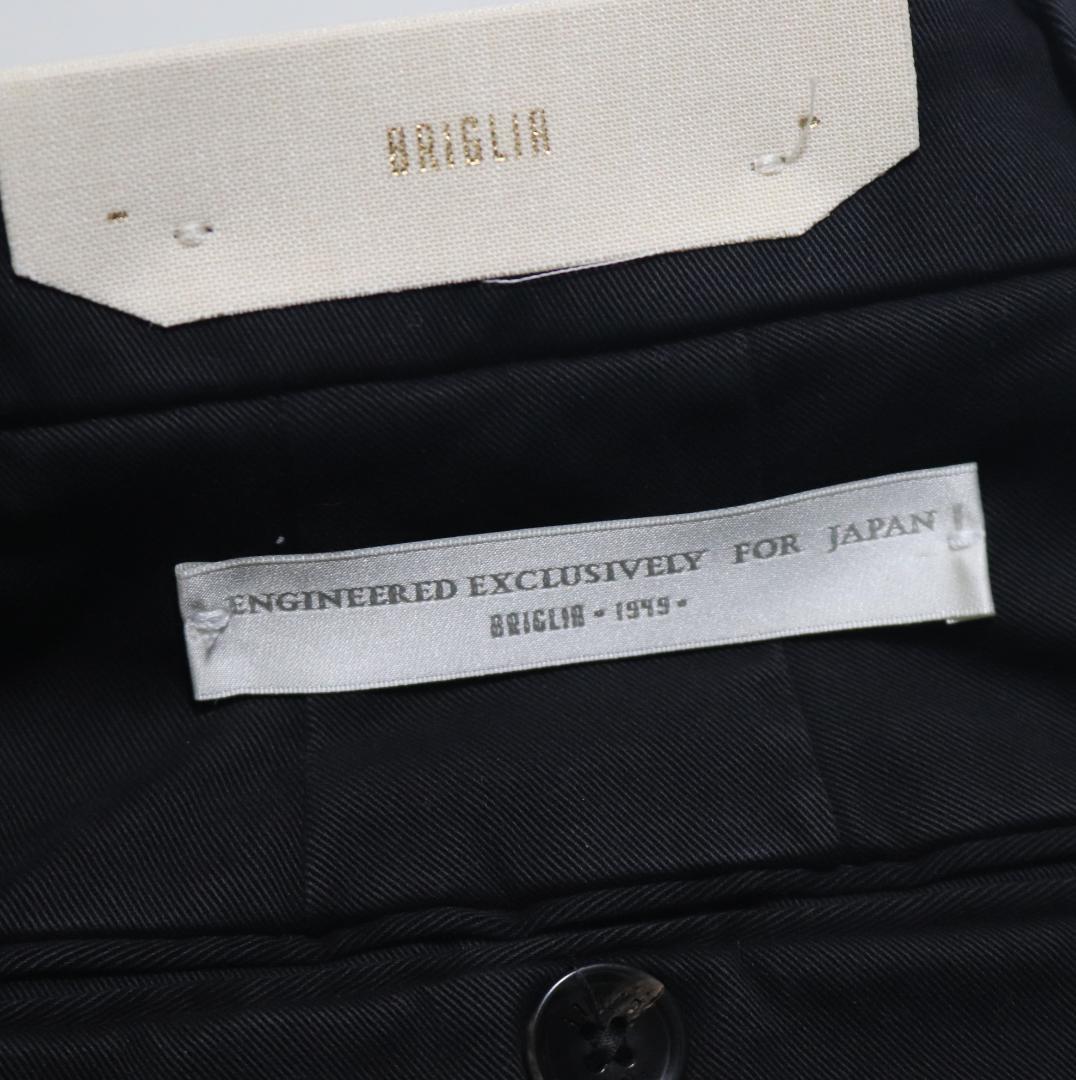 BRIGLIA
ENGINEERED EXCLUSIVELY FOR JAPAN
BRIGLIA - 1949 -